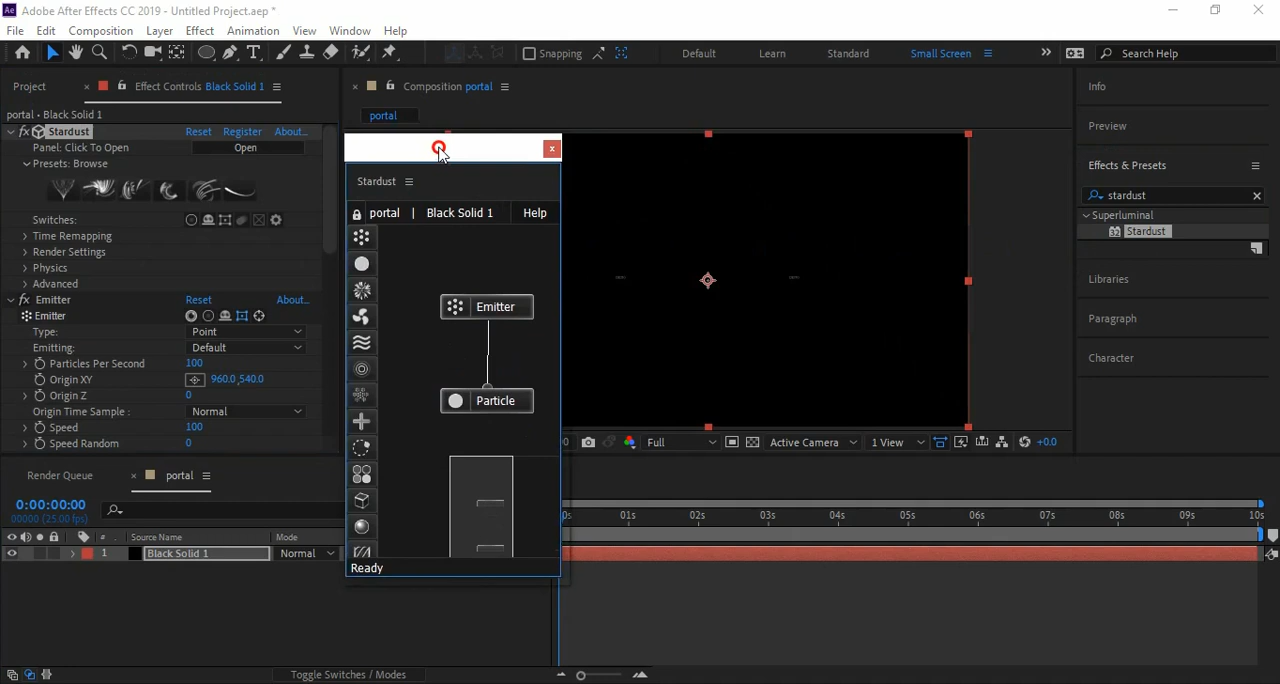 Adobe After Effects CC 2019 - Untitled Project.aep *
File Edit Composition Layer Effect Animation View Window Help
Snapping Default Learn Standard Small Screen Search Help
Project Effect Controls Black Solid 1
Composition portal
portal • Black Solid 1
portal
fx Stardust Reset Register About...
Panel: Click To Open Open
Presets: Browse
Switches:
Time Remapping
Render Settings
Physics
Advanced
fx Emitter Reset About...
Emitter
Type: Point
Emitting: Default
Particles Per Second 100
Origin XY 960.0,540.0
Origin Z 0
Origin Time Sample : Normal
Speed 100
Speed Random 0
Stardust
portal | Black Solid 1 Help
Emitter
Particle
Ready
Full Active Camera 1 View +0.0
Info
Preview
Effects & Presets
stardust
Superluminal
32 Stardust
Libraries
Paragraph
Character
Render Queue portal
0:00:00:00
00000 (25.00 fps)
# Source Name Mode
1 Black Solid 1 Normal
01s 02s 03s 04s 05s 06s 07s 08s 09s 10s
Toggle Switches / Modes